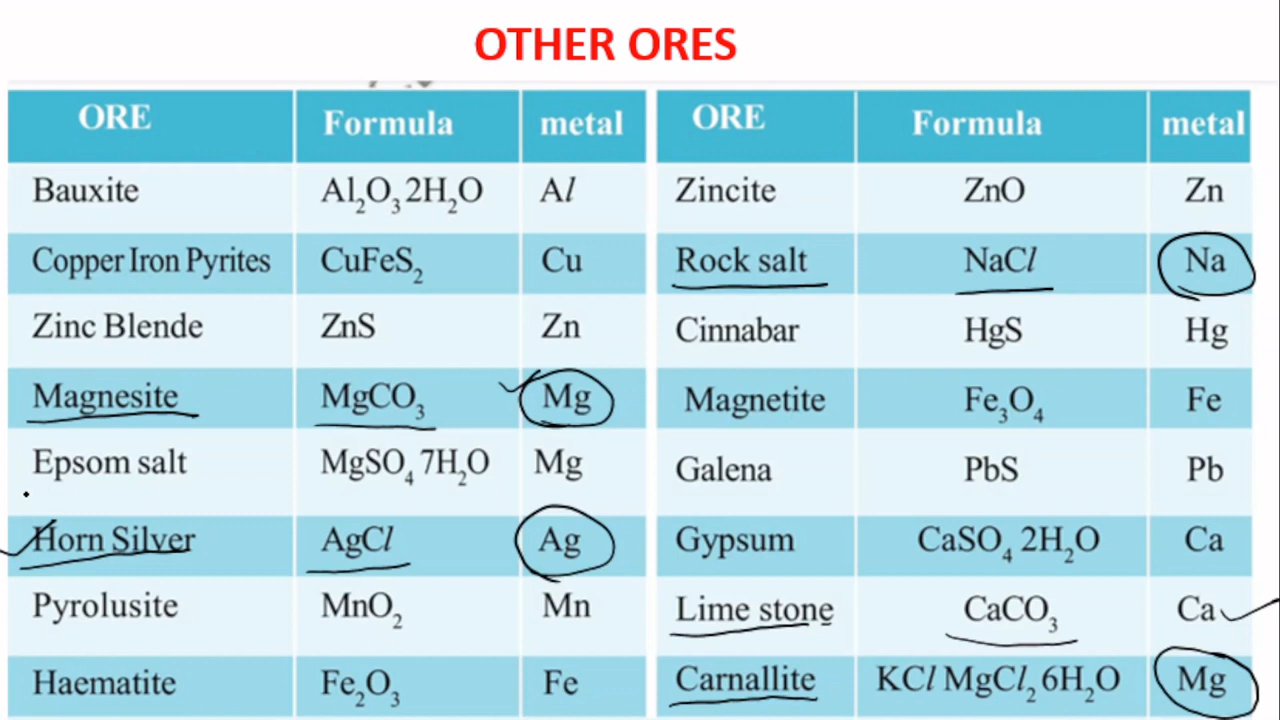 OTHER ORES
ORE Formula metal ORE Formula metal
Bauxite Al₂O₃ 2H₂O Al Zincite ZnO Zn
Copper Iron Pyrites CuFeS₂ Cu Rock salt NaCl Na
Zinc Blende ZnS Zn Cinnabar HgS Hg
Magnesite MgCO₃ Mg Magnetite Fe₃O₄ Fe
Epsom salt MgSO₄ 7H₂O Mg Galena PbS Pb
Horn Silver AgCl Ag Gypsum CaSO₄ 2H₂O Ca
Pyrolusite MnO₂ Mn Lime stone CaCO₃ Ca
Haematite Fe₂O₃ Fe Carnallite KCl MgCl₂ 6H₂O Mg